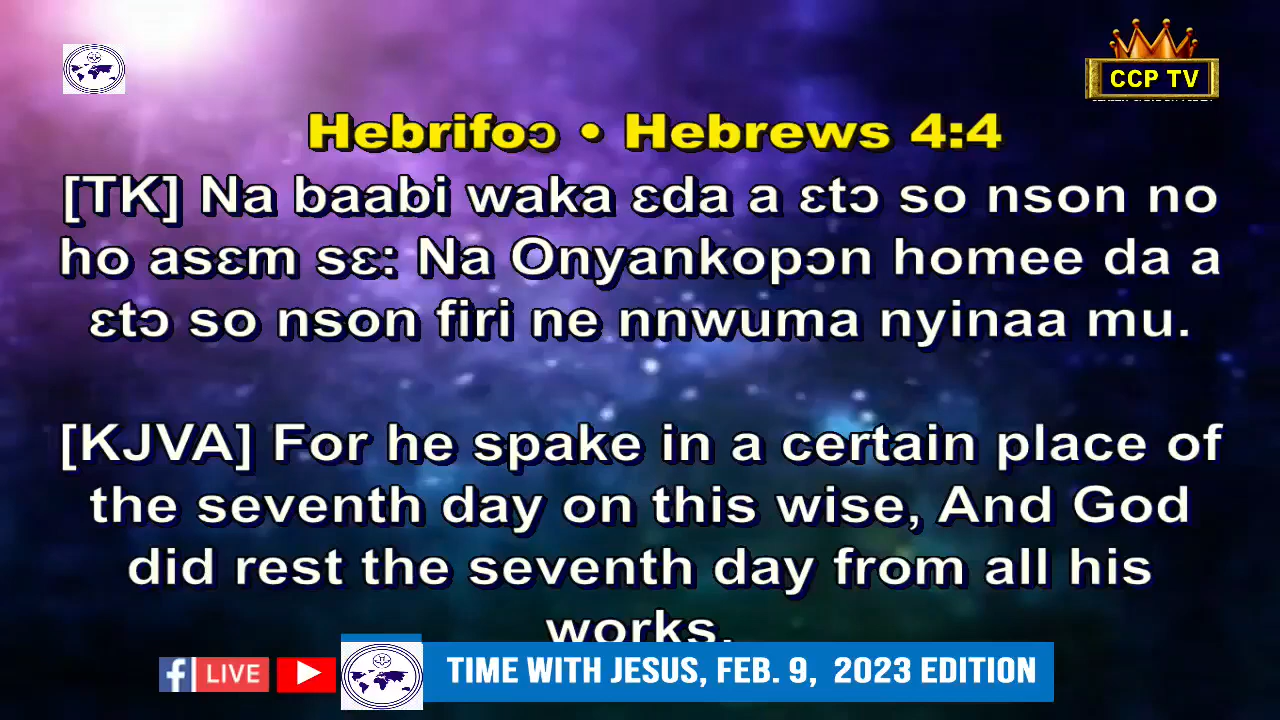 CCP TV
Hebrifoɔ • Hebrews 4:4
[TK] Na baabi waka ɛda a ɛtɔ so nson no
ho asɛm sɛ: Na Onyankopɔn homee da a
ɛtɔ so nson firi ne nnwuma nyinaa mu.
[KJVA] For he spake in a certain place of
the seventh day on this wise, And God
did rest the seventh day from all his
works.
f LIVE
TIME WITH JESUS, FEB. 9, 2023 EDITION